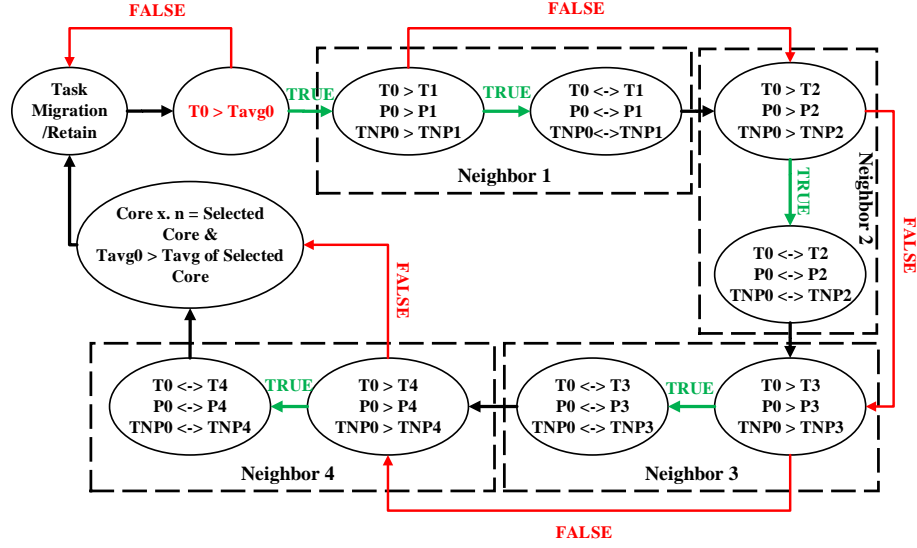 FALSE
FALSE
Task
Migration
/Retain
T0 > Tavg0
TRUE
T0 > T1
P0 > P1
TNP0 > TNP1
TRUE
T0 <-> T1
P0 <-> P1
TNP0<->TNP1
Neighbor 1
T0 > T2
P0 > P2
TNP0 > TNP2
TRUE
Neighbor 2
FALSE
T0 <-> T2
P0 <-> P2
TNP0 <-> TNP2
Core x. n = Selected
Core &
Tavg0 > Tavg of Selected
Core
FALSE
T0 <-> T4
P0 <-> P4
TNP0 <-> TNP4
TRUE
T0 > T4
P0 > P4
TNP0 > TNP4
Neighbor 4
T0 <-> T3
P0 <-> P3
TNP0 <-> TNP3
TRUE
T0 > T3
P0 > P3
TNP0 > TNP3
Neighbor 3
FALSE